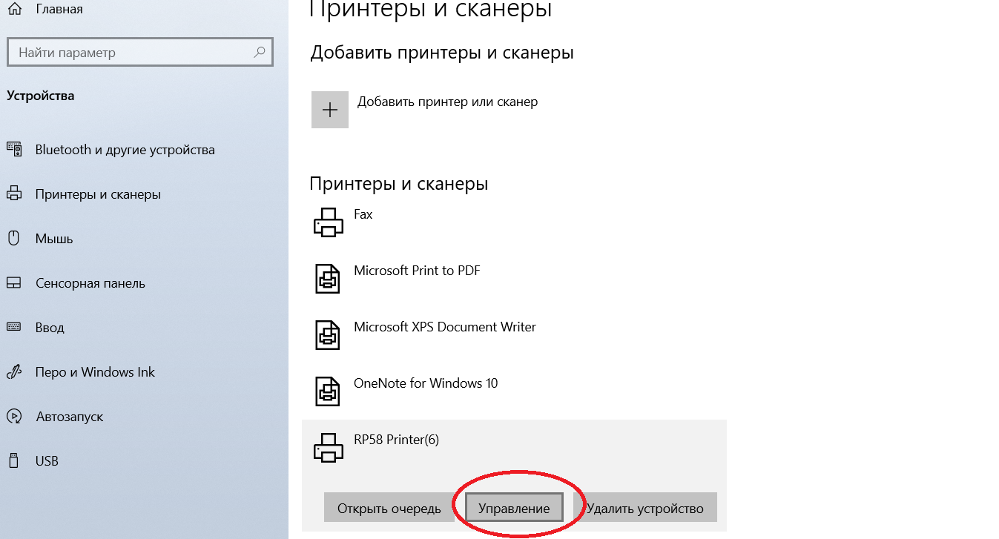 Главная
Найти параметр
Устройства
Bluetooth и другие устройства
Принтеры и сканеры
Мышь
Сенсорная панель
Ввод
Перо и Windows Ink
Автозапуск
USB
Принтеры и сканеры
Добавить принтеры и сканеры
Добавить принтер или сканер
Принтеры и сканеры
Fax
Microsoft Print to PDF
Microsoft XPS Document Writer
OneNote for Windows 10
RP58 Printer(6)
Открыть очередь Управление Удалить устройство